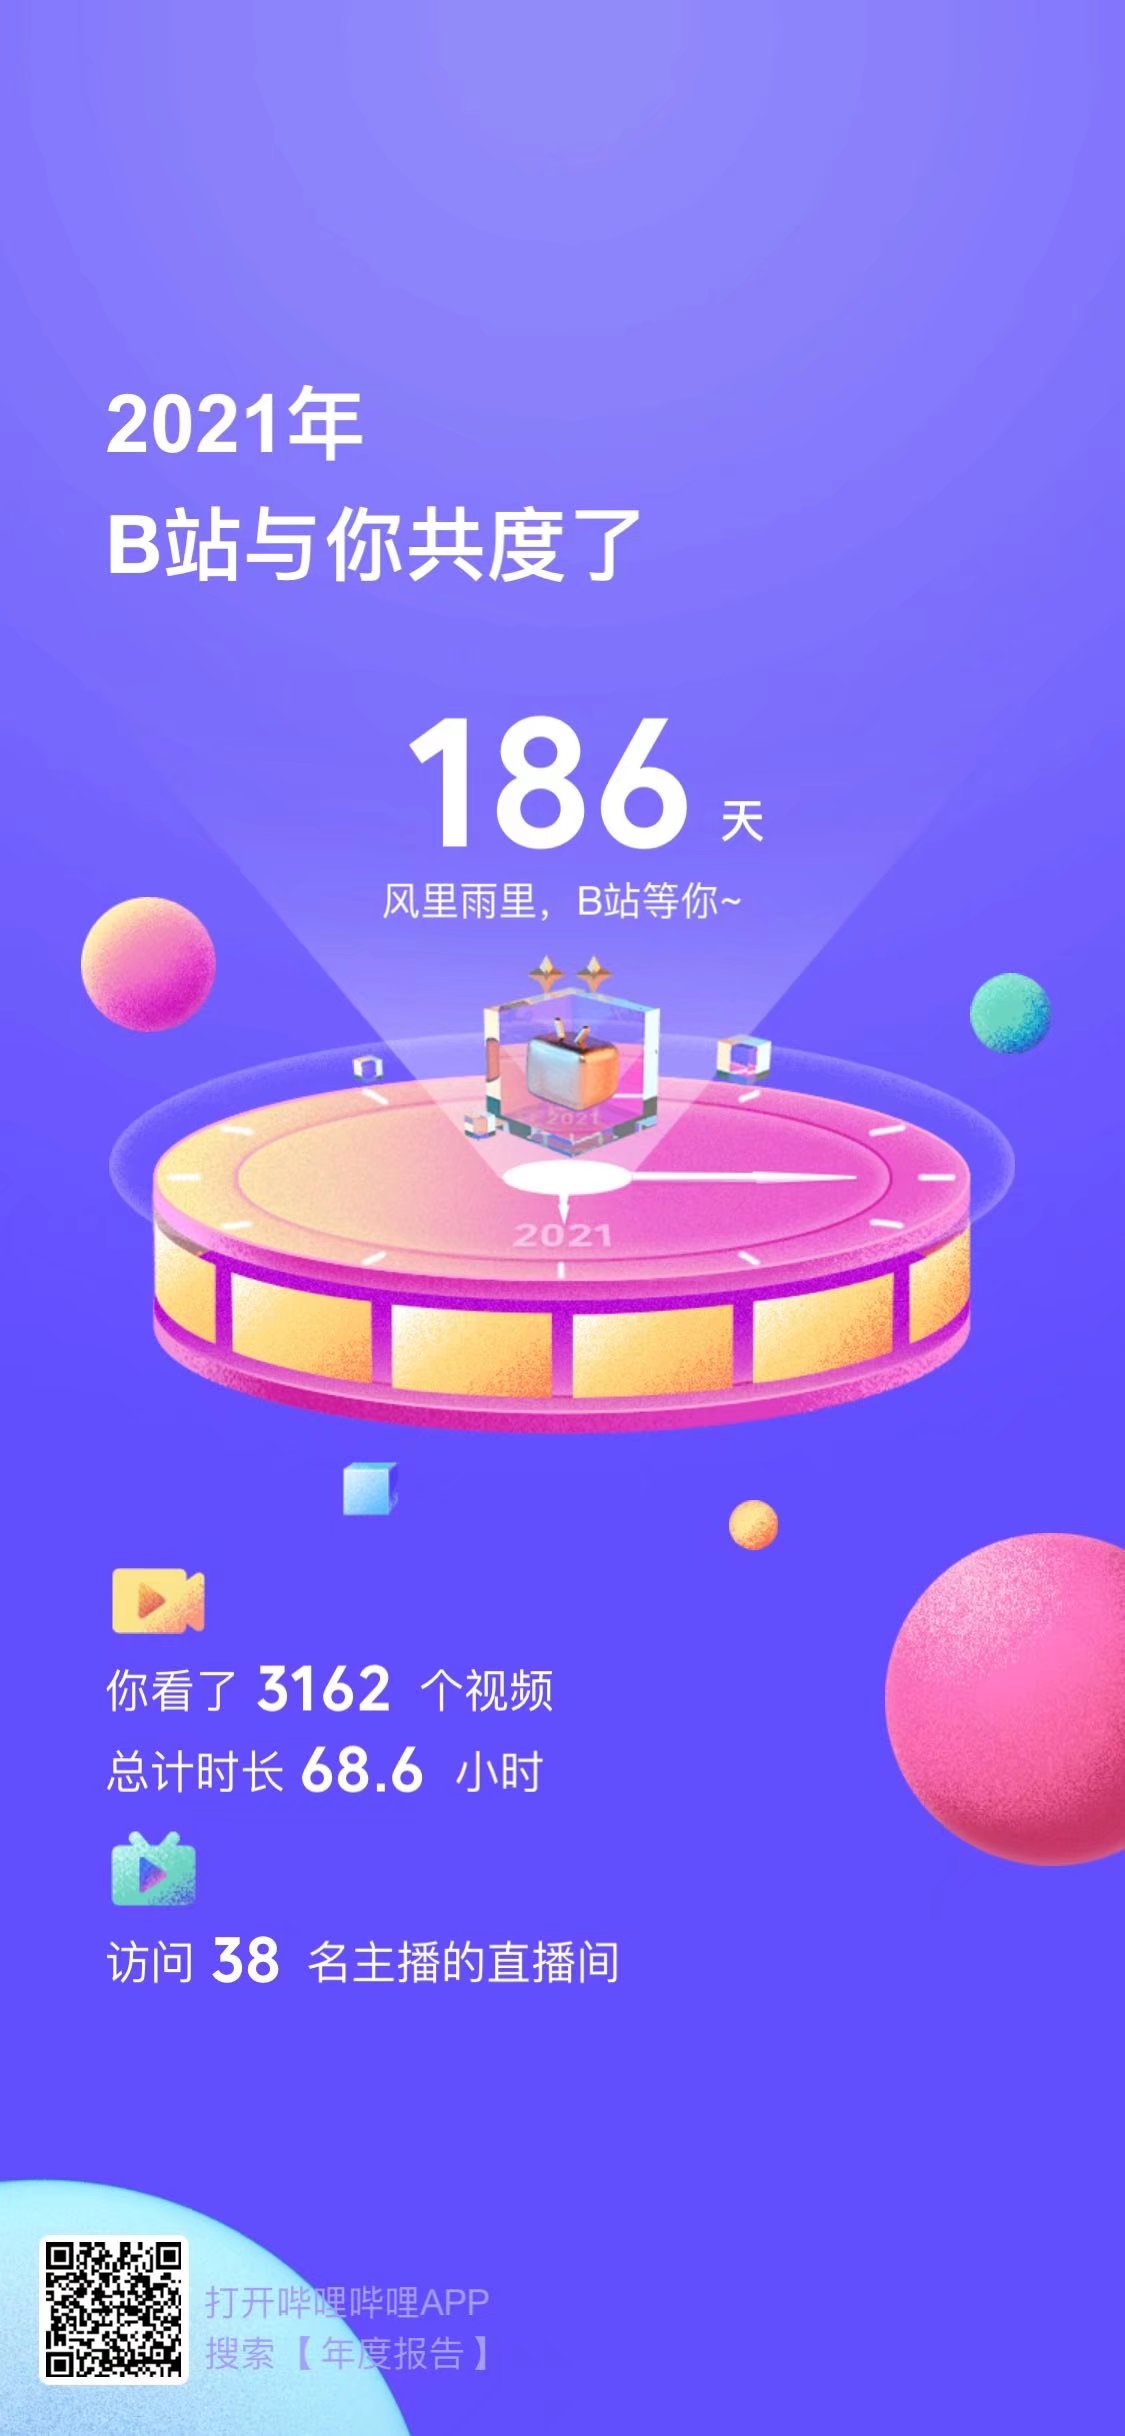 2021年
B站与你共度了
186 天
风里雨里，B站等你~
2021
2021
你看了 3162 个视频
总计时长 68.6 小时
访问 38 名主播的直播间
打开哔哩哔哩APP
搜索【年度报告】